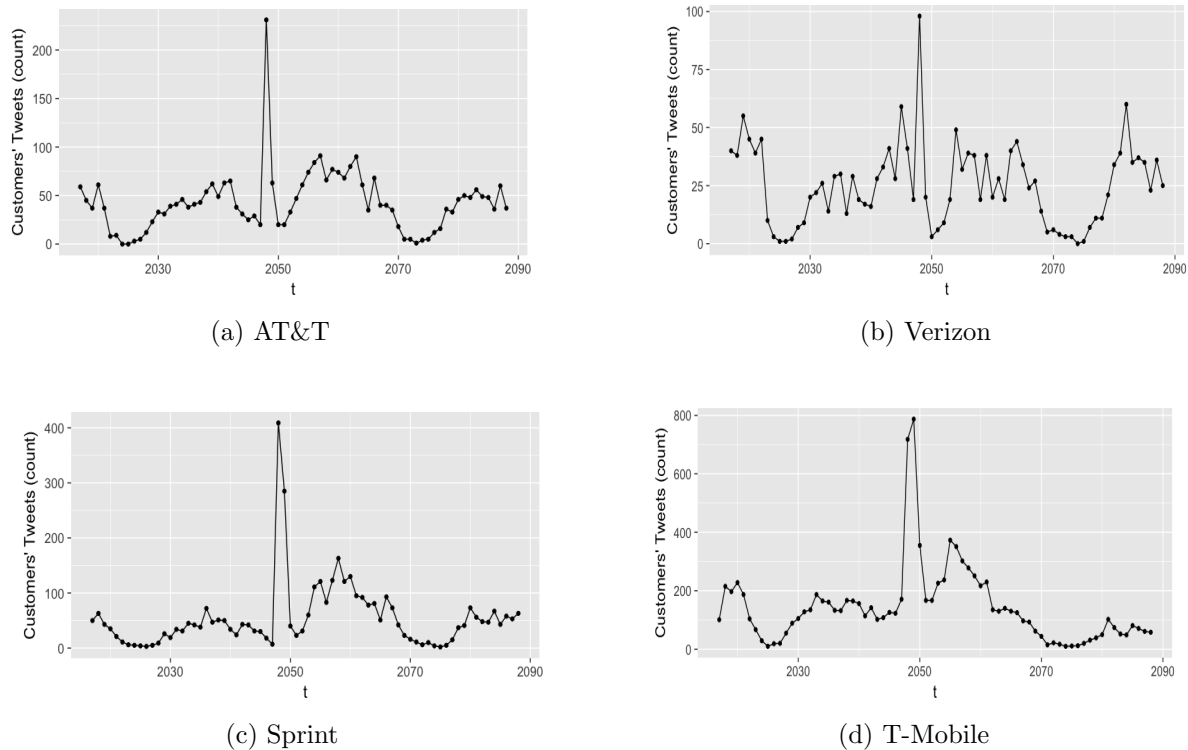 Customers' Tweets (count)
200
150
100
50
0
2030 2050 2070 2090
t
(a) AT&T
Customers' Tweets (count)
100
75
50
25
0
2030 2050 2070 2090
t
(b) Verizon
Customers' Tweets (count)
400
300
200
100
0
2030 2050 2070 2090
t
(c) Sprint
Customers' Tweets (count)
800
600
400
200
0
2030 2050 2070 2090
t
(d) T-Mobile